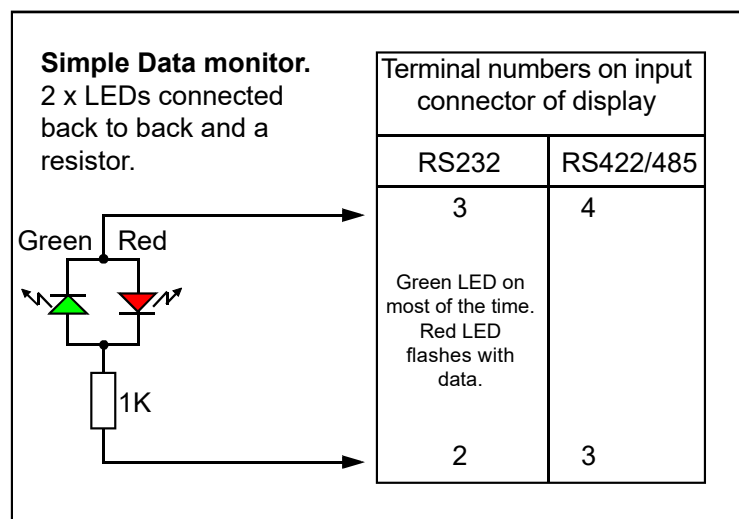 Simple Data monitor.
2 x LEDs connected
back to back and a
resistor.
Green Red
1K
Terminal numbers on input
connector of display
RS232 RS422/485
3 4
Green LED on
most of the time.
Red LED
flashes with
data.
2 3